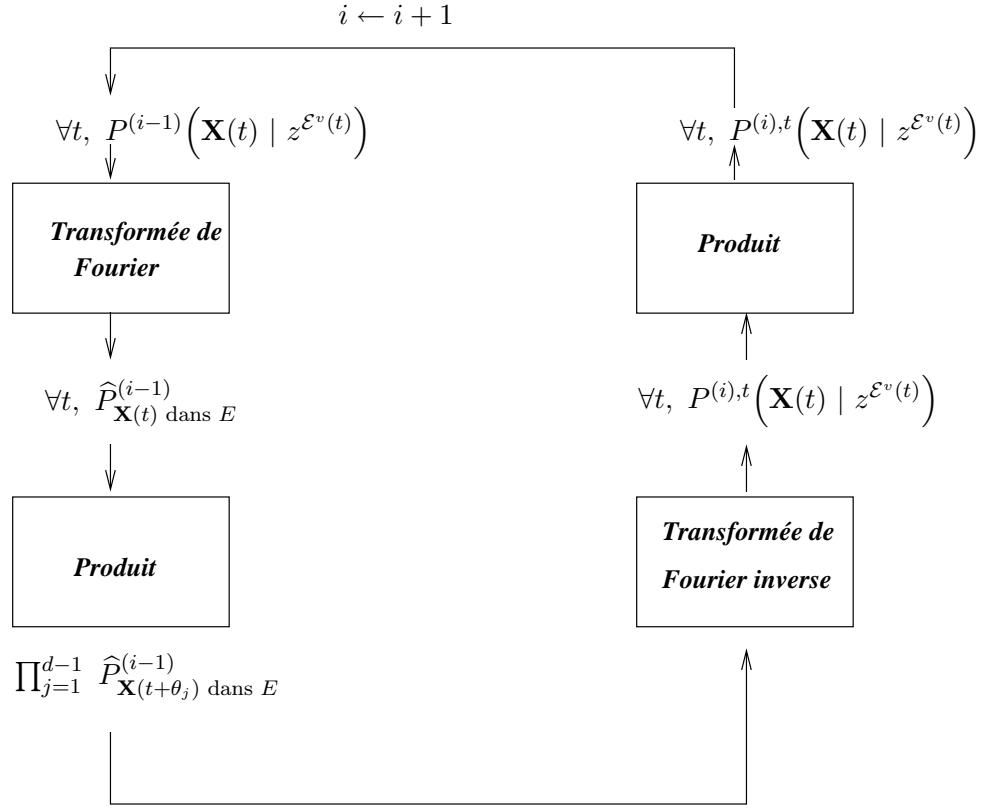 i ← i + 1
∀t, P^{(i−1)}(𝐗(t) | z^{ℰ^v(t)})
Transformée de
Fourier
∀t, P̂^{(i−1)}_{𝐗(t) dans E}
Produit
∏_{j=1}^{d−1} P̂^{(i−1)}_{𝐗(t+θ_j) dans E}
∀t, P^{(i),t}(𝐗(t) | z^{ℰ^v(t)})
Produit
∀t, P^{(i),t}(𝐗(t) | z^{ℰ^v(t)})
Transformée de
Fourier inverse